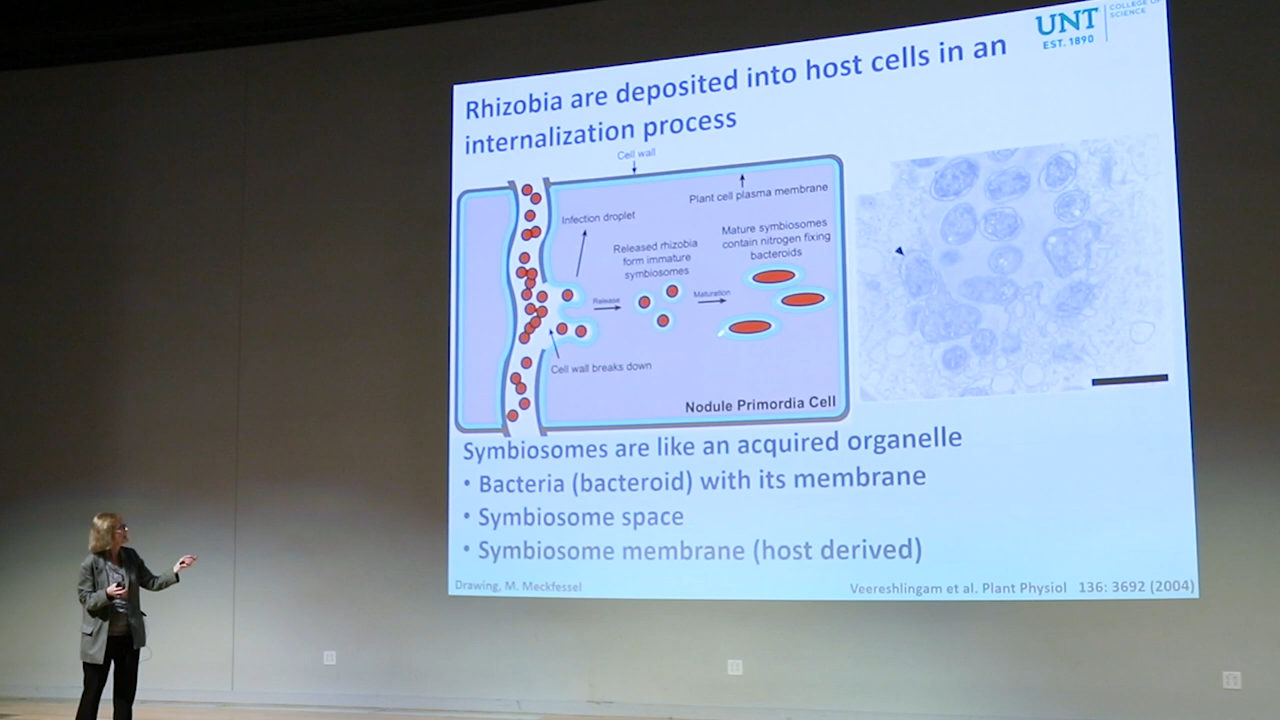 UNT
EST. 1890
COLLEGE OF
SCIENCE
Rhizobia are deposited into host cells in an
internalization process
Cell wall
Plant cell plasma membrane
Infection droplet
Released rhizobia
form immature
symbiosomes
Mature symbiosomes
contain nitrogen fixing
bacteroids
Release
Maturation
Cell wall breaks down
Nodule Primordia Cell
Symbiosomes are like an acquired organelle
• Bacteria (bacteroid) with its membrane
• Symbiosome space
• Symbiosome membrane (host derived)
Drawing, M. Meckfessel
Veereshlingam et al. Plant Physiol 136: 3692 (2004)